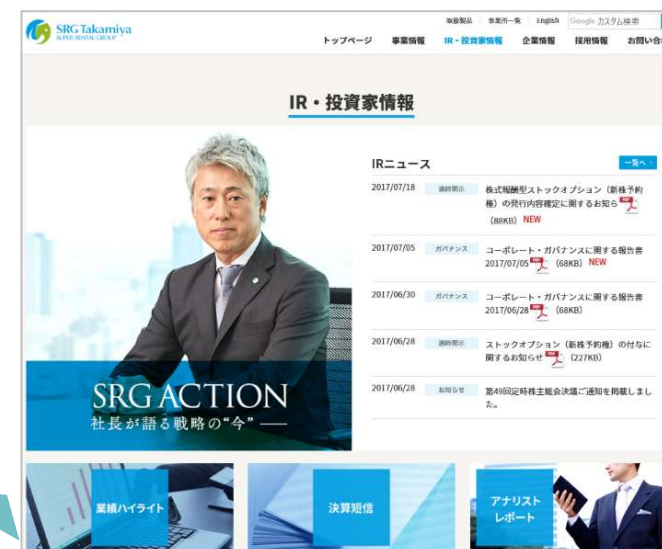 SRG Takamiya
SUPER RENTAL GROUP
取扱製品
事業所一覧
English
Google カスタム検索
トップページ
事業情報
IR・投資家情報
企業情報
採用情報
お問い合
IR・投資家情報
IRニュース
一覧へ
2017/07/18
適時開示
株式報酬型ストックオプション（新株予約
権）の発行内容確定に関するお知ら PDF
（88KB） NEW
2017/07/05
ガバナンス
コーポレート・ガバナンスに関する報告書
2017/07/05 PDF （68KB） NEW
2017/06/30
ガバナンス
コーポレート・ガバナンスに関する報告書
2017/06/28 PDF （68KB）
2017/06/28
適時開示
ストックオプション（新株予約権）の付与に
関するお知らせ PDF （227KB）
2017/06/28
お知らせ
第49回定時株主総会決議ご通知を掲載しまし
た。
SRG ACTION
社長が語る戦略の“今”
業績ハイライト
決算短信
アナリスト
レポート